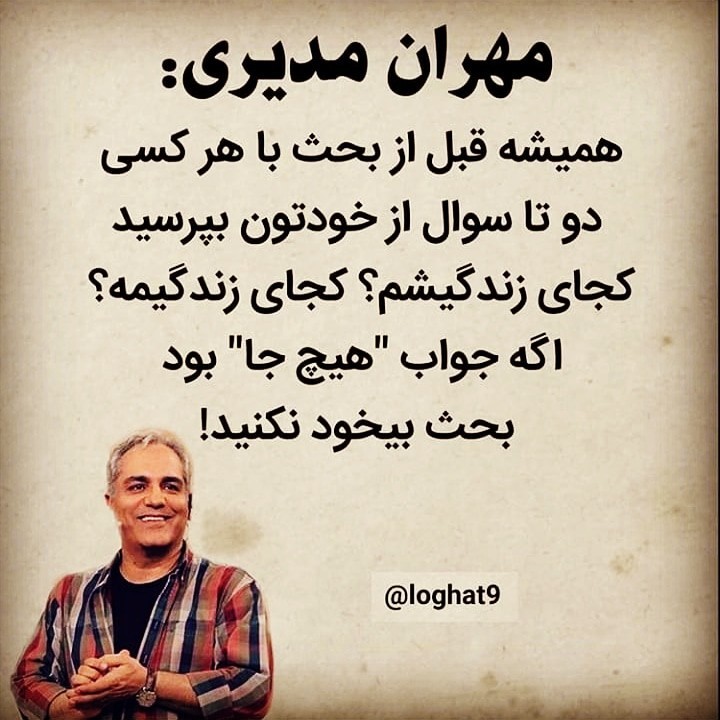 مهران مدیری:
همیشه قبل از بحث با هر کسی
دو تا سوال از خودتون بپرسید
کجای زندگیشم؟ کجای زندگیمه؟
اگه جواب "هیچ جا" بود
بحث بیخود نکنید!
@loghat9